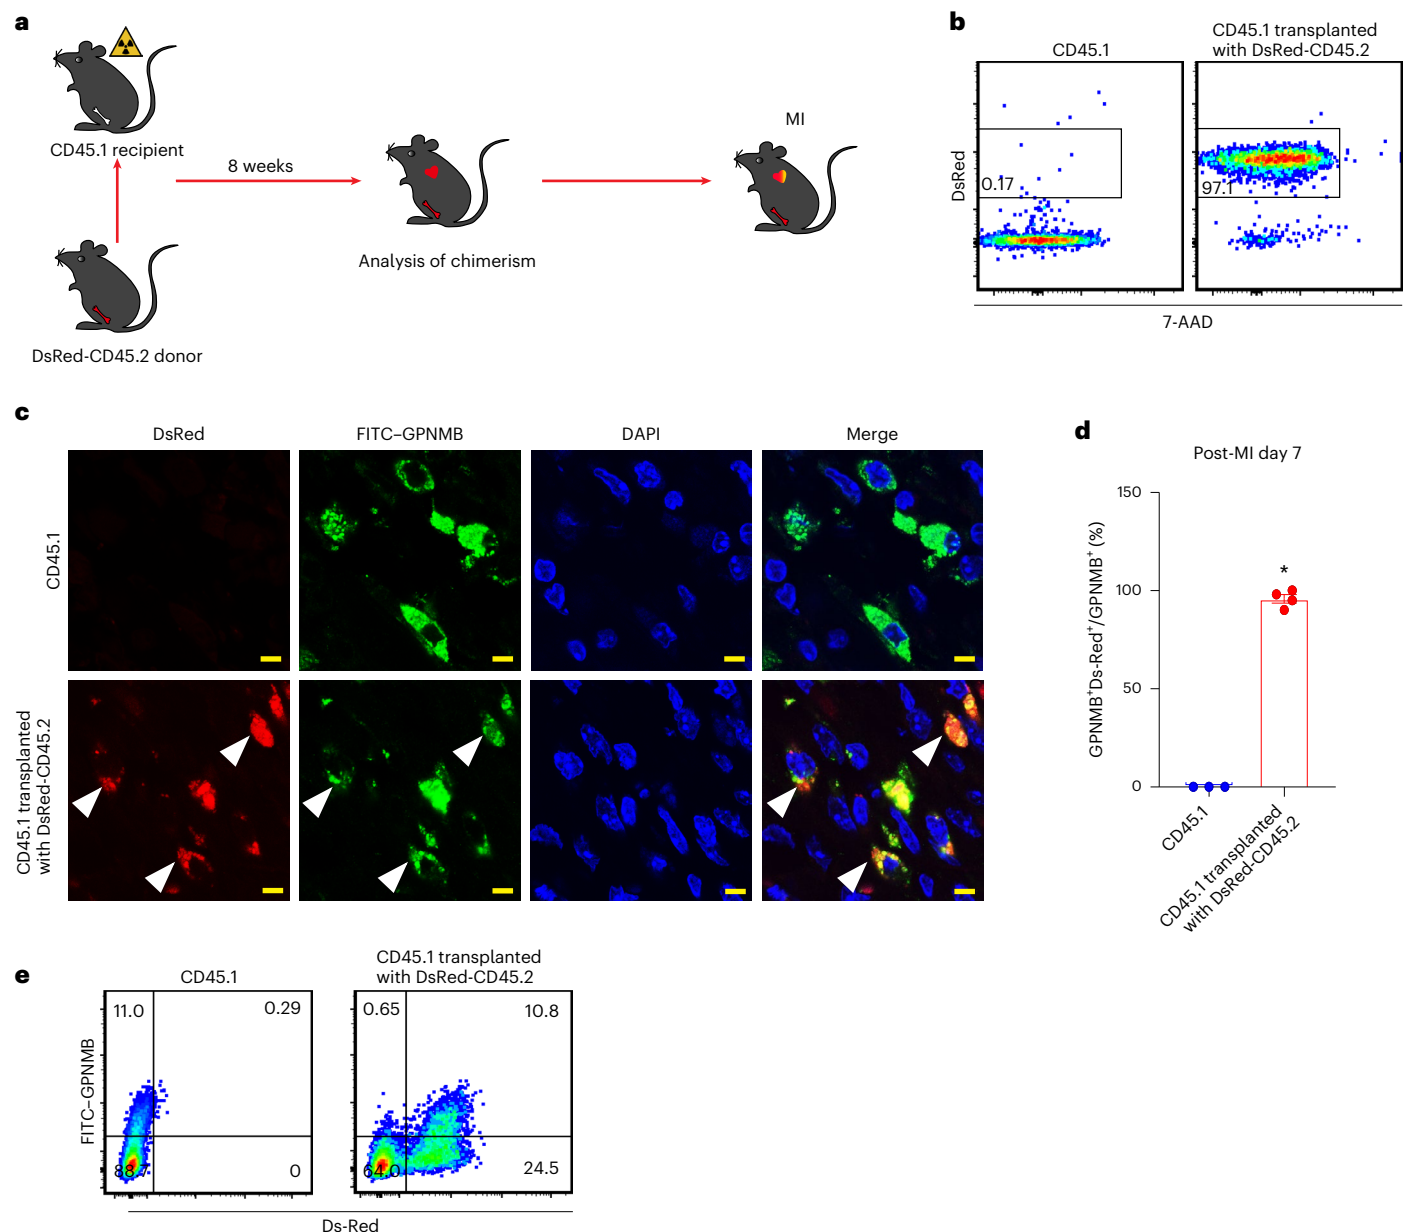 a
CD45.1 recipient
8 weeks
DsRed-CD45.2 donor
Analysis of chimerism
MI
b
CD45.1
CD45.1 transplanted
with DsRed-CD45.2
DsRed
0.17
97.1
7-AAD
c
DsRed
FITC–GPNMB
DAPI
Merge
CD45.1
CD45.1 transplanted
with DsRed-CD45.2
d
Post-MI day 7
GPNMB⁺Ds-Red⁺/GPNMB⁺ (%)
150
100
50
0
*
CD45.1
CD45.1 transplanted
with DsRed-CD45.2
e
CD45.1
CD45.1 transplanted
with DsRed-CD45.2
FITC–GPNMB
11.0
0.29
88.7
0
0.65
10.8
64.0
24.5
Ds-Red